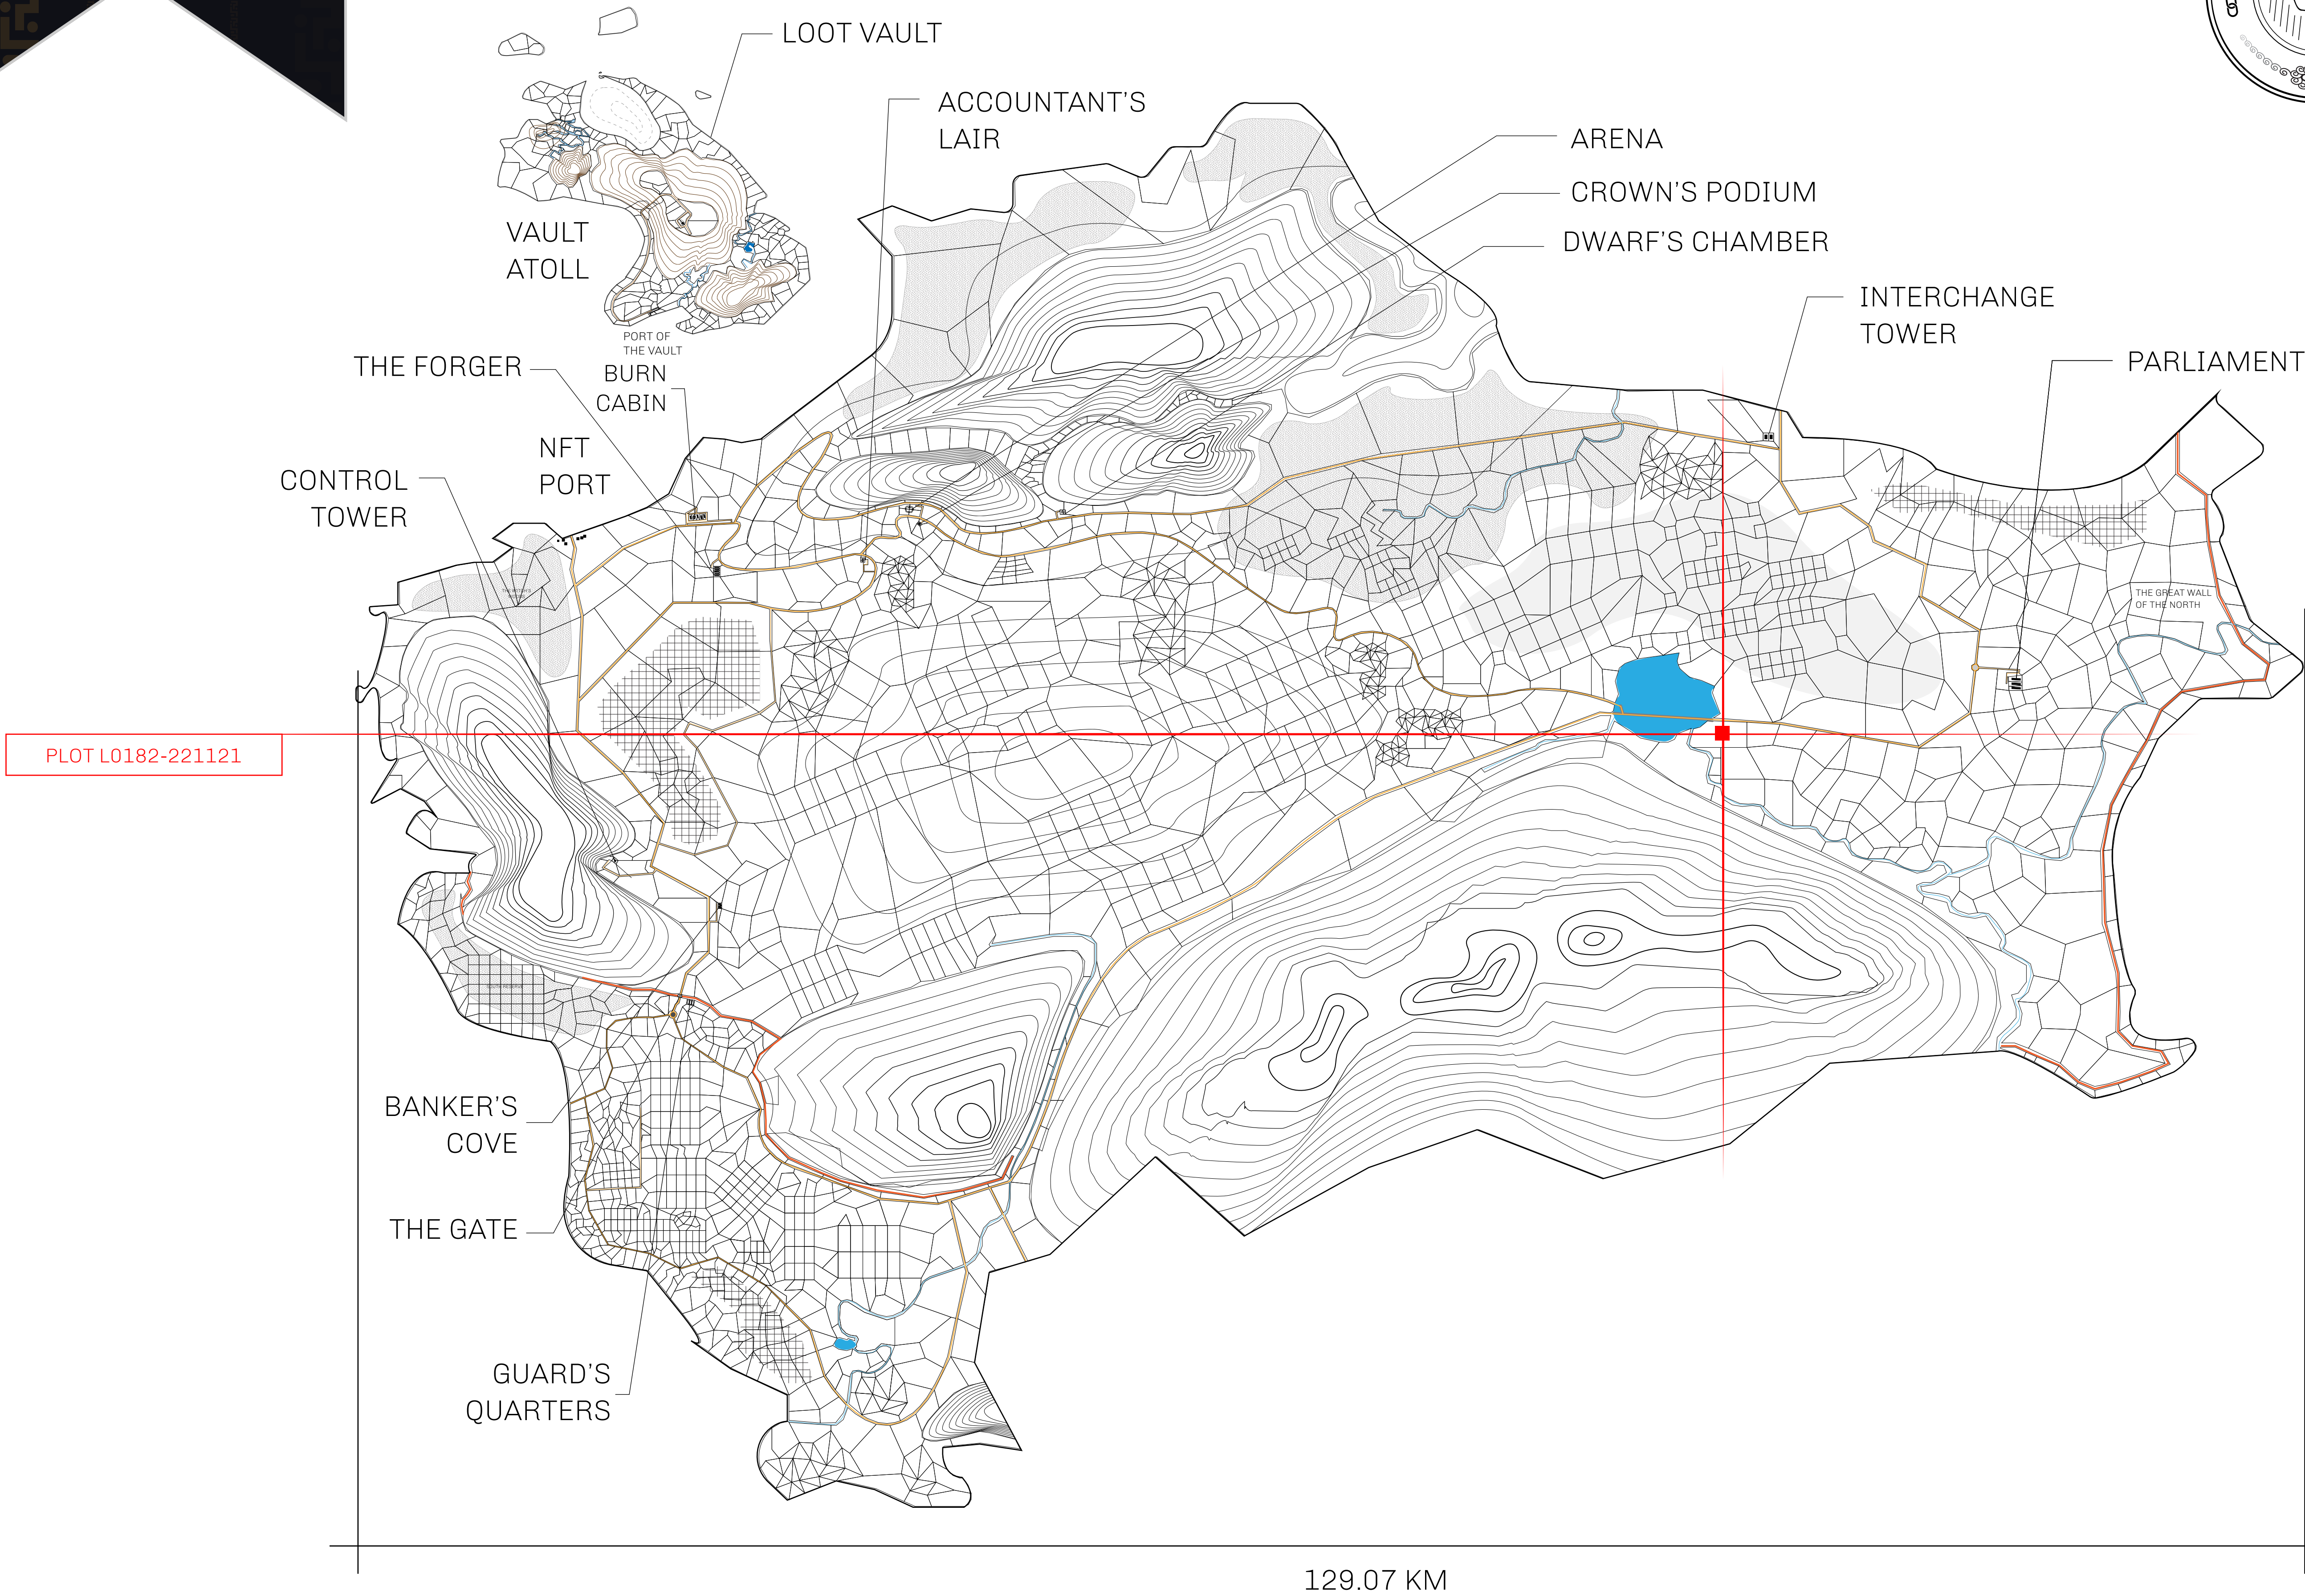 LOOT VAULT
ACCOUNTANT'S
LAIR
ARENA
CROWN'S PODIUM
DWARF'S CHAMBER
VAULT
ATOLL
INTERCHANGE
TOWER
PORT OF
THE VAULT
PARLIAMENT
THE FORGER
BURN
CABIN
NFT
PORT
CONTROL
TOWER
THE GREAT WALL
OF THE NORTH
PLOT L0182-221121
BANKER'S
COVE
THE GATE
GUARD'S
QUARTERS
129.07 KM